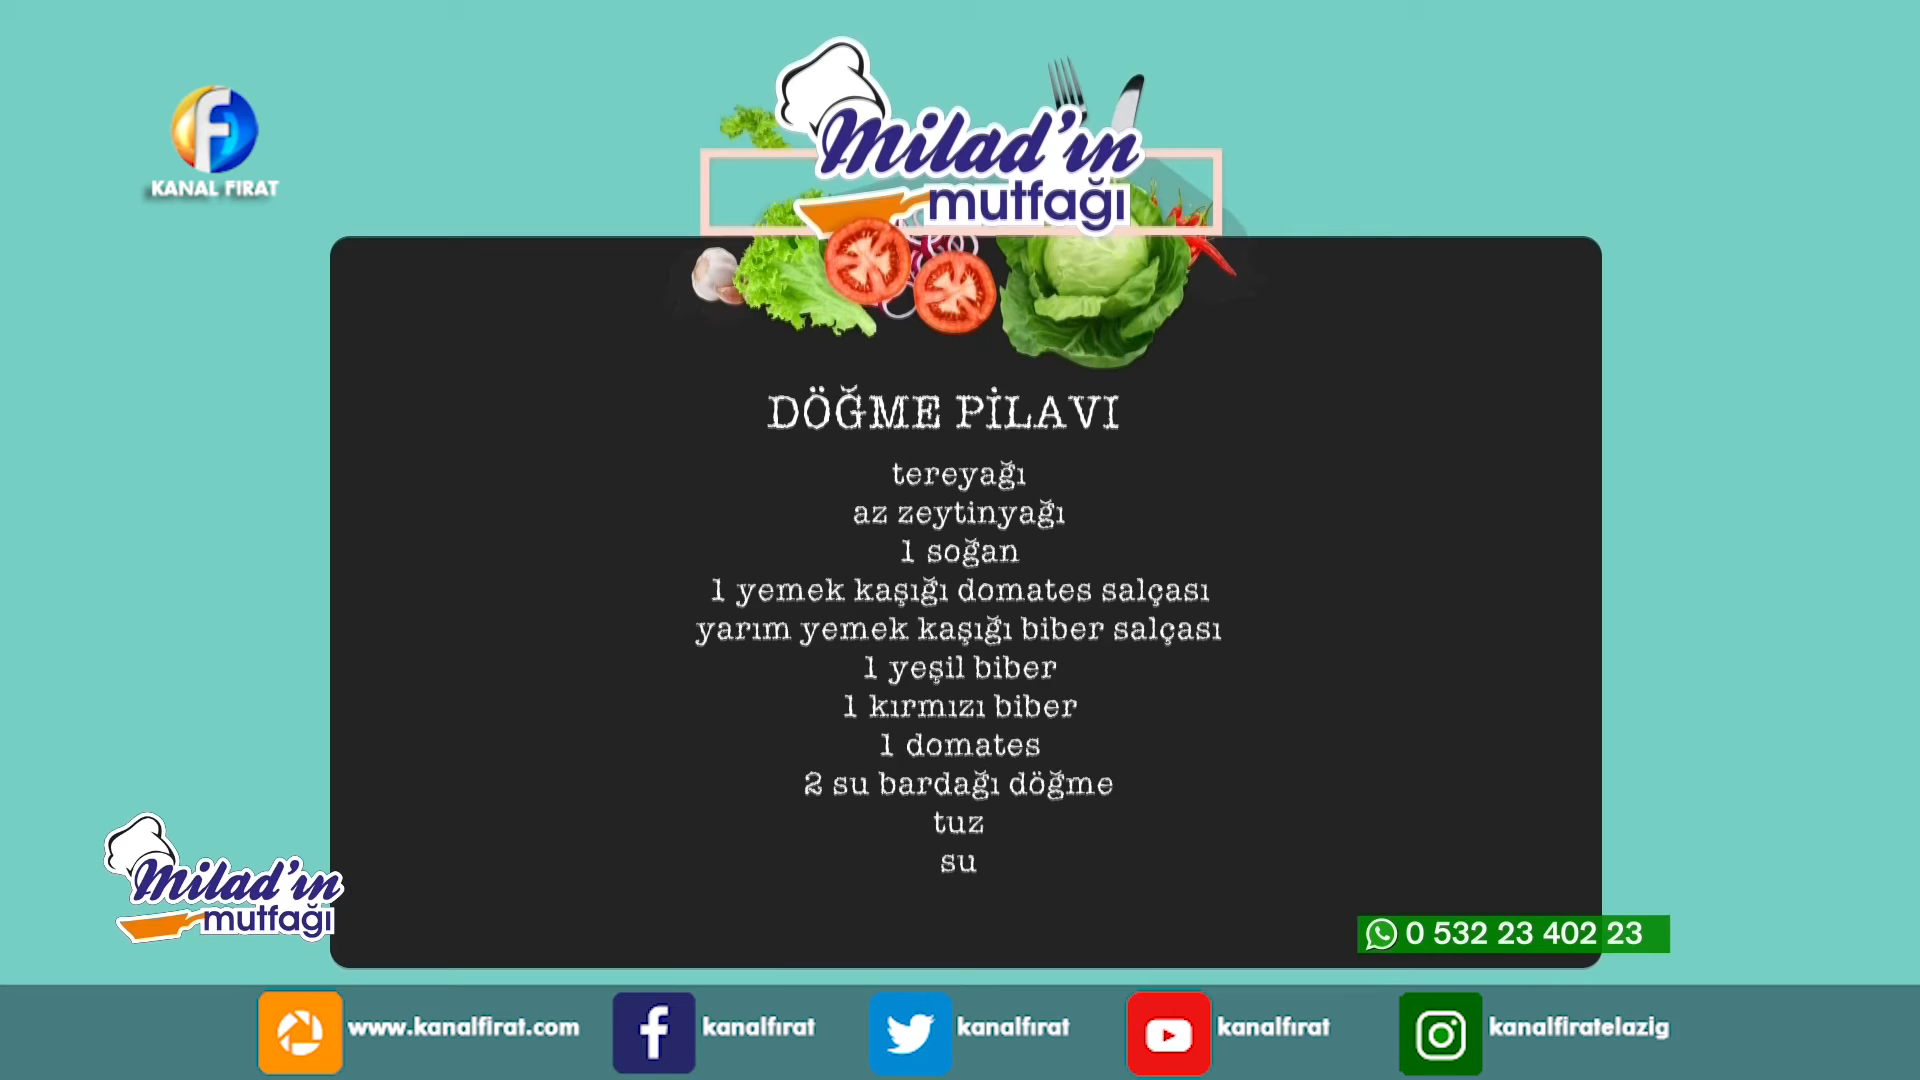 KANAL FIRAT
Milad'ın
mutfağı
DÖĞME PİLAVI
tereyağı
az zeytinyağı
1 soğan
1 yemek kaşığı domates salçası
yarım yemek kaşığı biber salçası
1 yeşil biber
1 kırmızı biber
1 domates
2 su bardağı döğme
tuz
su
Milad'ın
mutfağı
0 532 23 402 23
www.kanalfirat.com
kanalfırat
kanalfırat
kanalfırat
kanalfiratelazig